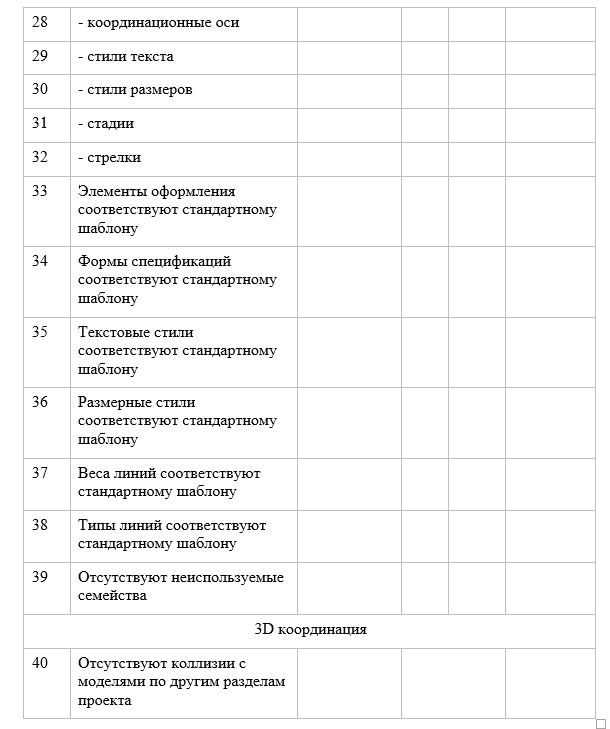 28 - координационные оси
29 - стили текста
30 - стили размеров
31 - стадии
32 - стрелки
33 Элементы оформления
соответствуют стандартному
шаблону
34 Формы спецификаций
соответствуют стандартному
шаблону
35 Текстовые стили
соответствуют стандартному
шаблону
36 Размерные стили
соответствуют стандартному
шаблону
37 Веса линий соответствуют
стандартному шаблону
38 Типы линий соответствуют
стандартному шаблону
39 Отсутствуют неиспользуемые
семейства
3D координация
40 Отсутствуют коллизии с
моделями по другим разделам
проекта